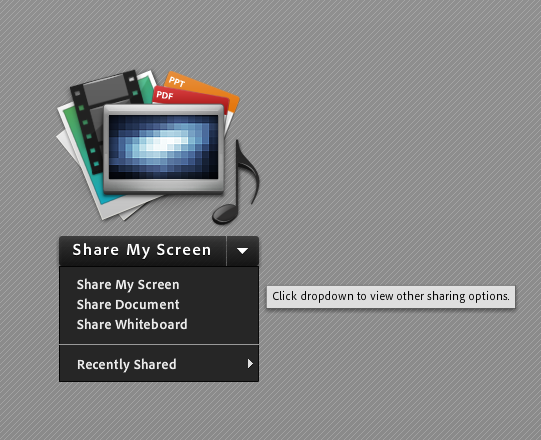 PPT
PDF
Share My Screen
Share My Screen
Share Document
Share Whiteboard
Recently Shared
Click dropdown to view other sharing options.